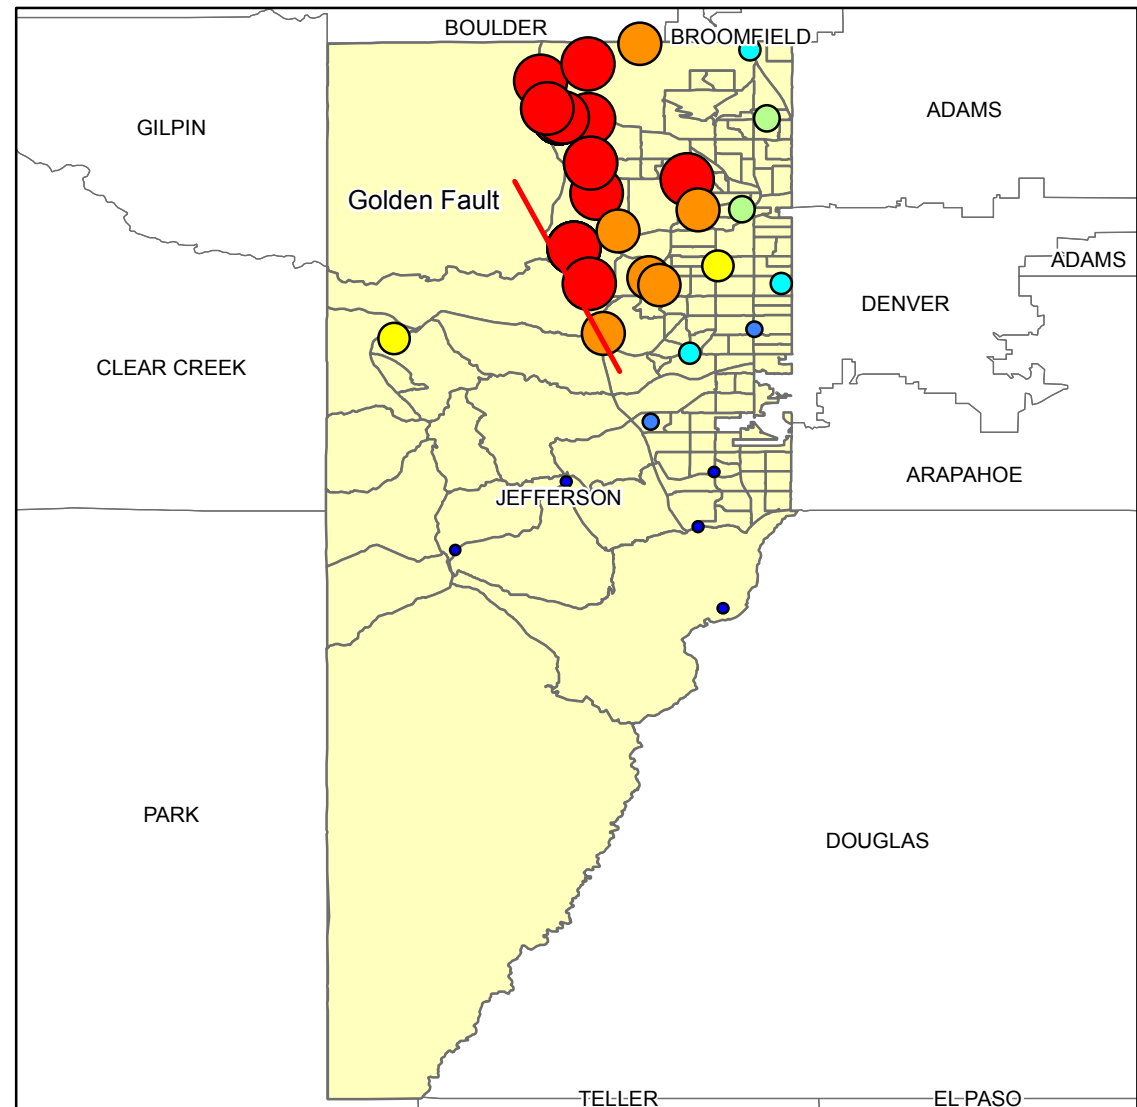 BOULDER
BROOMFIELD
GILPIN
ADAMS
Golden Fault
ADAMS
DENVER
CLEAR CREEK
ARAPAHOE
JEFFERSON
PARK
DOUGLAS
TELLER
EL PASO